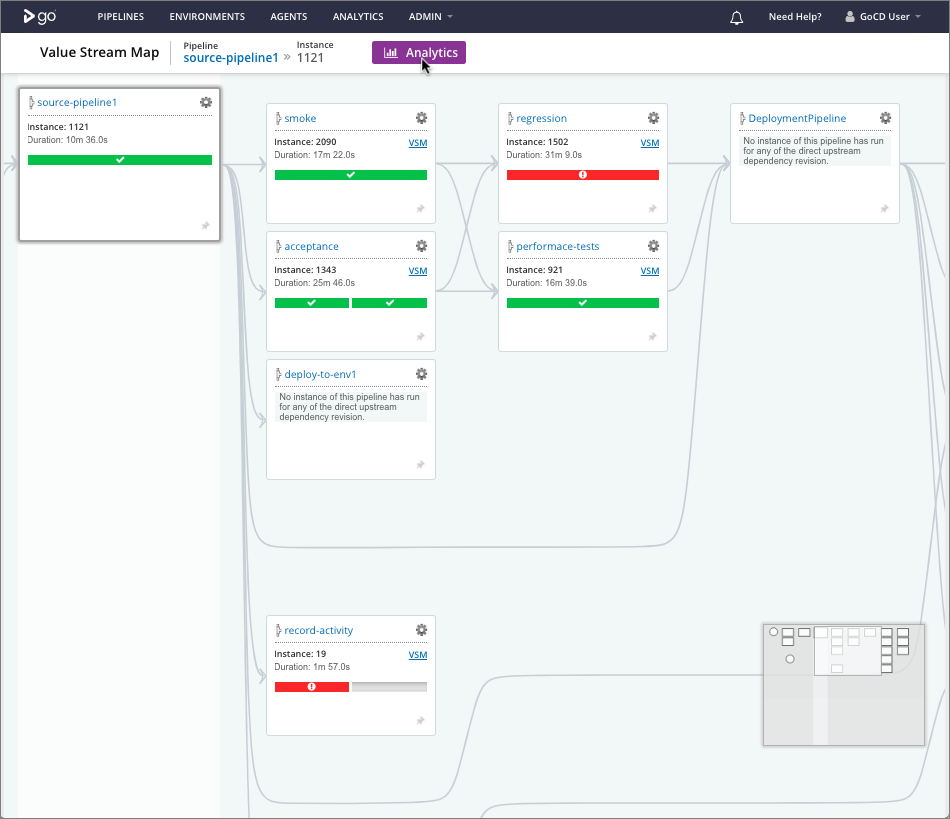 go
PIPELINES ENVIRONMENTS AGENTS ANALYTICS ADMIN Need Help? GoCD User
Value Stream Map
Pipeline
source-pipeline1 »
Instance
1121
Analytics
source-pipeline1
Instance: 1121
Duration: 10m 36.0s
smoke
Instance: 2090 VSM
Duration: 17m 22.0s
regression
Instance: 1502 VSM
Duration: 31m 9.0s
DeploymentPipeline
No instance of this pipeline has run
for any of the direct upstream
dependency revision.
acceptance
Instance: 1343 VSM
Duration: 25m 46.0s
performace-tests
Instance: 921 VSM
Duration: 16m 39.0s
deploy-to-env1
No instance of this pipeline has run
for any of the direct upstream
dependency revision.
record-activity
Instance: 19 VSM
Duration: 1m 57.0s